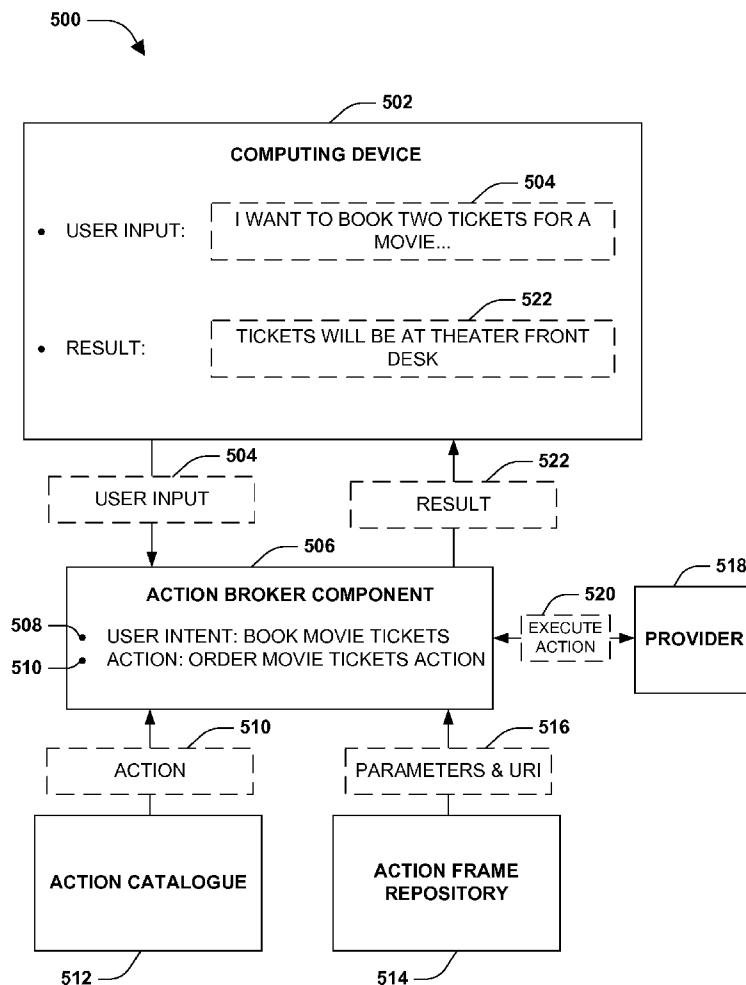 500
502
COMPUTING DEVICE
504
• USER INPUT:
I WANT TO BOOK TWO TICKETS FOR A
MOVIE...
522
• RESULT:
TICKETS WILL BE AT THEATER FRONT
DESK
504
USER INPUT
522
RESULT
506
ACTION BROKER COMPONENT
508
• USER INTENT: BOOK MOVIE TICKETS
510
• ACTION: ORDER MOVIE TICKETS ACTION
520
EXECUTE
ACTION
518
PROVIDER
510
ACTION
516
PARAMETERS & URI
ACTION CATALOGUE
512
ACTION FRAME
REPOSITORY
514